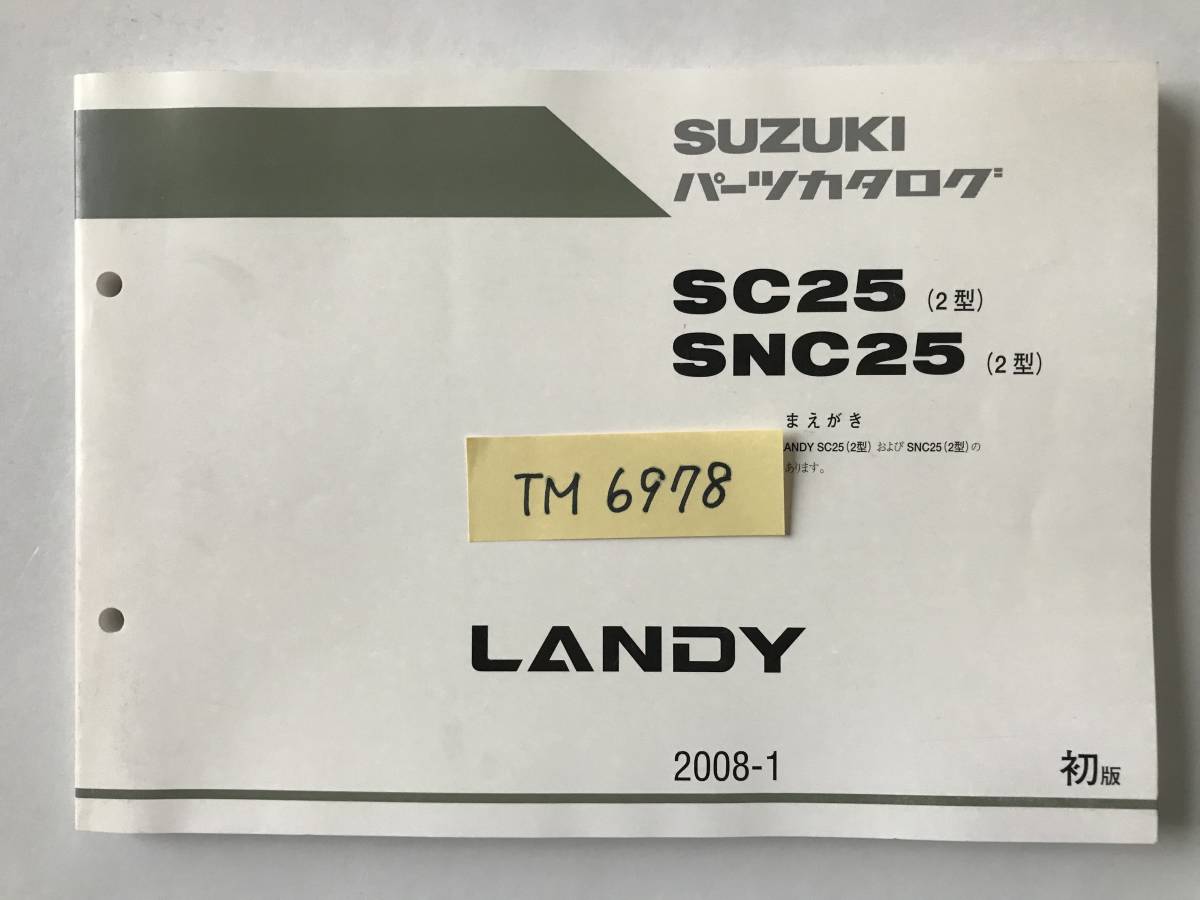 SUZUKI
パーツカタログ
SC25 (2型)
SNC25 (2型)
まえがき
ANDY SC25(2型) および SNC25(2型)の
あります。
TM 6978
LANDY
2008-1
初版